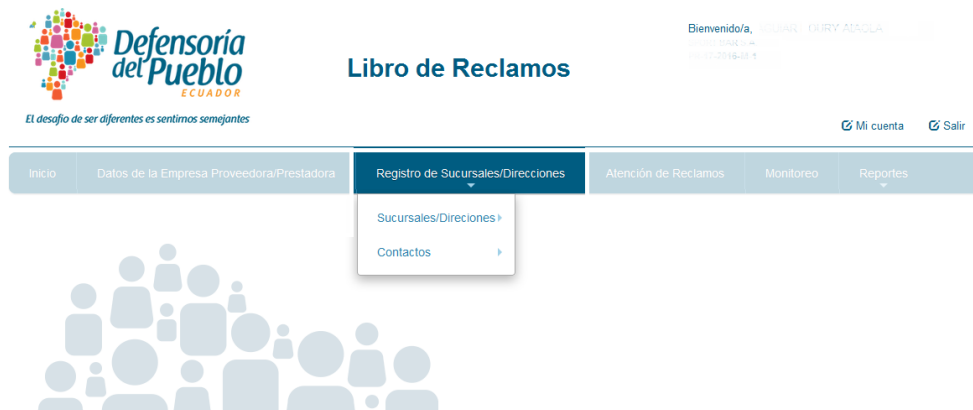 Defensoría
del Pueblo
ECUADOR
El desafío de ser diferentes es sentirnos semejantes
Libro de Reclamos
Bienvenido/a,
Mi cuenta
Salir
Inicio
Datos de la Empresa Proveedora/Prestadora
Registro de Sucursales/Direcciones
Atención de Reclamos
Monitoreo
Reportes
Sucursales/Direciones
Contactos